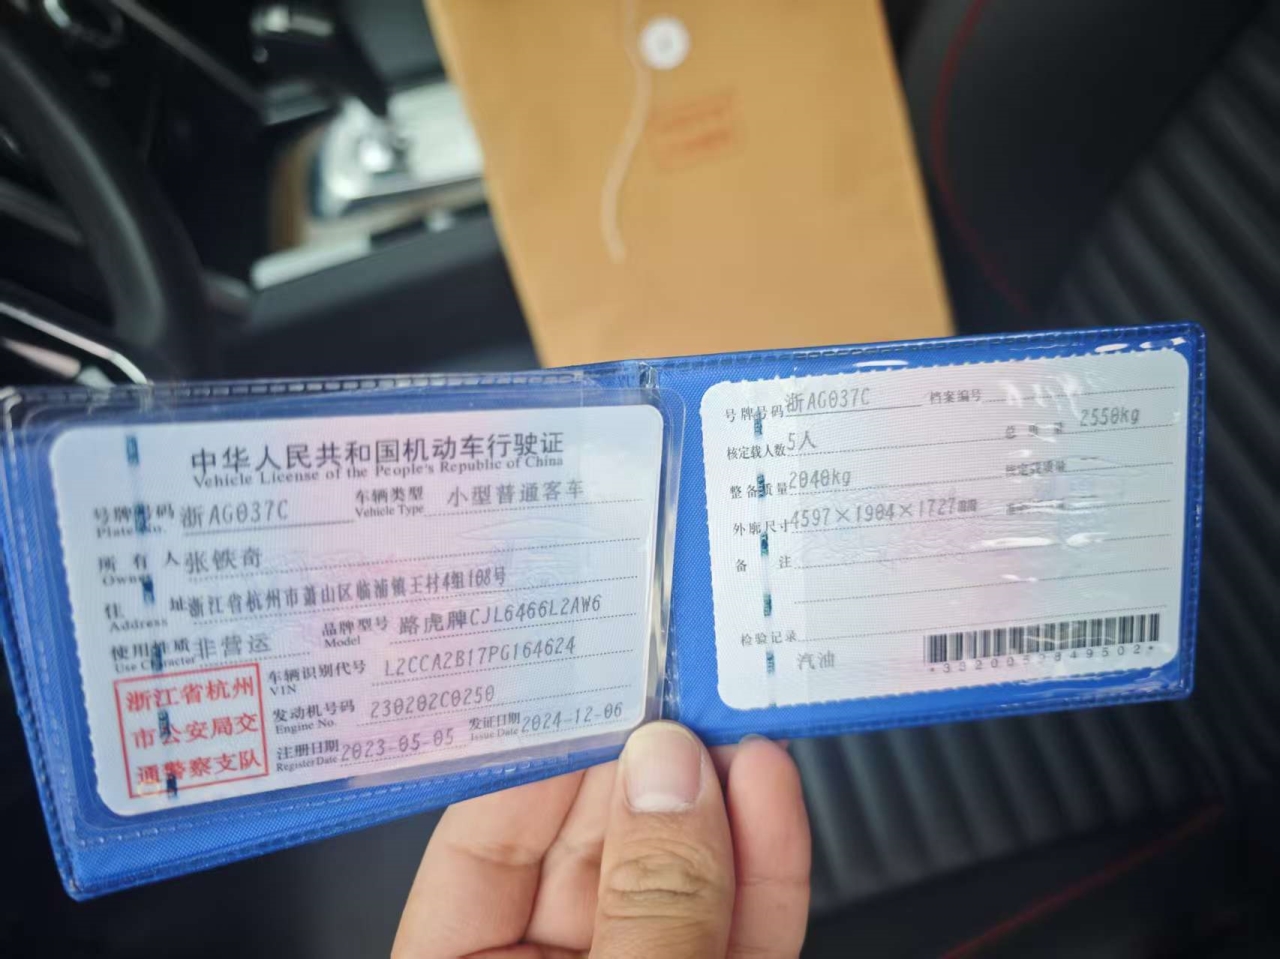 中华人民共和国机动车行驶证
Vehicle License of the People's Republic of China
号牌号码 浙AG037C 车辆类型 小型普通客车
Plate No. Vehicle Type
所有人 张铁奇
Owner
住址 浙江省杭州市萧山区临浦镇王村4组108号
Address
使用性质 非营运 品牌型号 路虎牌CJL6466L2AW6
Use Character Model
车辆识别代号 L2CCA2B17PG164624
VIN
发动机号码 230202C0250
Engine No.
注册日期 2023-05-05 发证日期 2024-12-06
Register Date Issue Date
浙江省杭州
市公安局交
通警察支队
号牌号码 浙AG037C 档案编号
核定载人数 5人 总质量 2550kg
整备质量 2040kg 核定载质量
外廓尺寸 4597×1904×1727mm
备注
检验记录
汽油